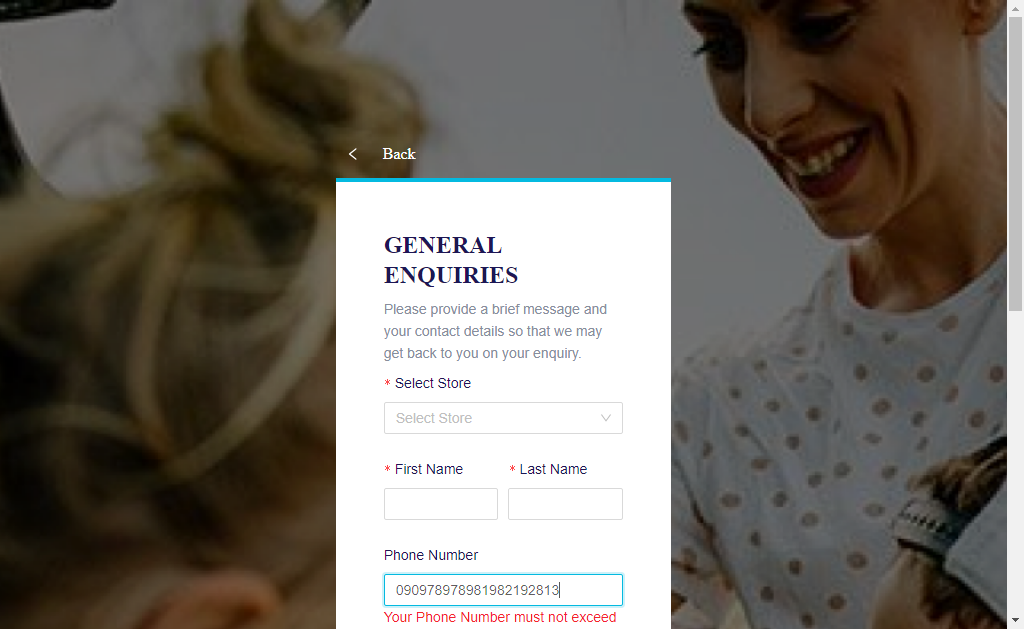 Back
GENERAL
ENQUIRIES
Please provide a brief message and
your contact details so that we may
get back to you on your enquiry.
* Select Store
Select Store
* First Name * Last Name
Phone Number
090978978981982192813
Your Phone Number must not exceed